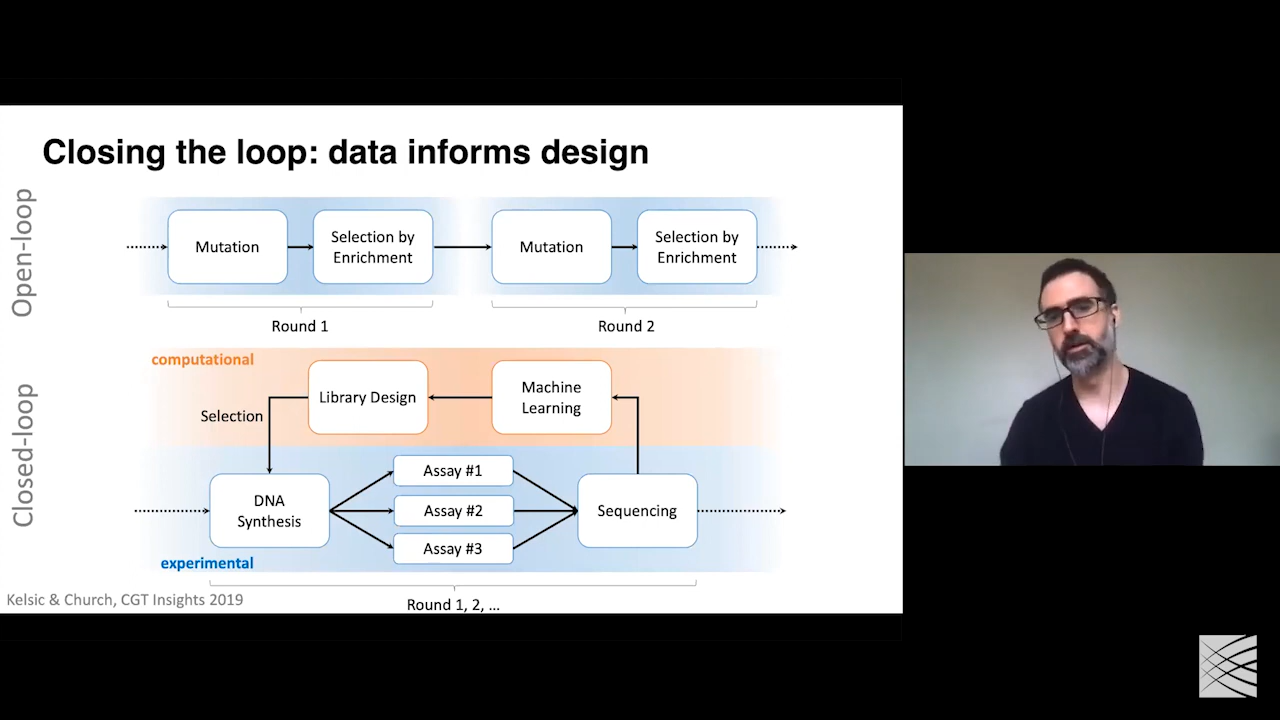 Closing the loop: data informs design
Open-loop
Mutation
Selection by
Enrichment
Mutation
Selection by
Enrichment
Round 1
Round 2
Closed-loop
computational
Library Design
Machine
Learning
Selection
DNA
Synthesis
Assay #1
Assay #2
Assay #3
Sequencing
experimental
Round 1, 2, ...
Kelsic & Church, CGT Insights 2019